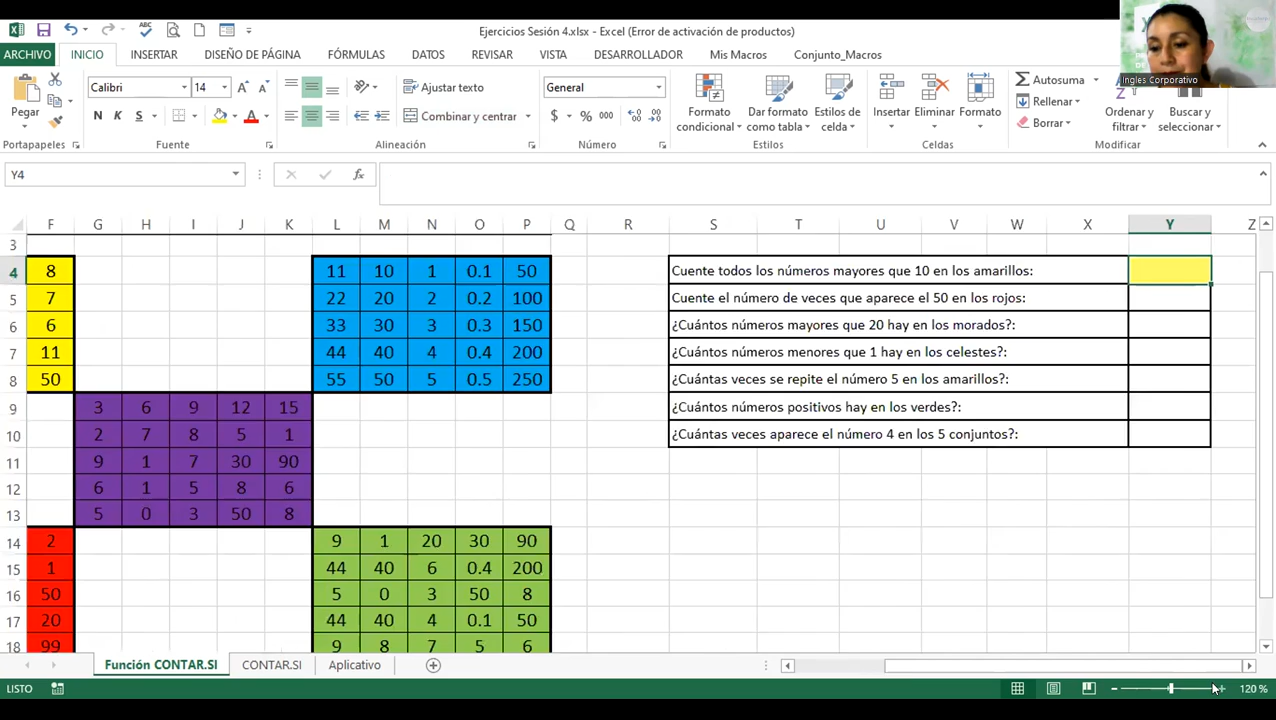 Ejercicios Sesión 4.xlsx - Excel (Error de activación de productos)
ARCHIVO INICIO INSERTAR DISEÑO DE PÁGINA FÓRMULAS DATOS REVISAR VISTA DESARROLLADOR Mis Macros Conjunto_Macros
Ingles Corporativo
Pegar
Calibri 14
N K S
Ajustar texto
Combinar y centrar
General
$ % 000
Formato condicional
Dar formato como tabla
Estilos de celda
Insertar Eliminar Formato
Autosuma
Rellenar
Borrar
Ordenar y filtrar
Buscar y seleccionar
Portapapeles Fuente Alineación Número Estilos Celdas Modificar
Y4 fx
F G H I J K L M N O P Q R S T U V W X Y Z
3
4 8 11 10 1 0.1 50 Cuente todos los números mayores que 10 en los amarillos:
5 7 22 20 2 0.2 100 Cuente el número de veces que aparece el 50 en los rojos:
6 6 33 30 3 0.3 150 ¿Cuántos números mayores que 20 hay en los morados?:
7 11 44 40 4 0.4 200 ¿Cuántos números menores que 1 hay en los celestes?:
8 50 55 50 5 0.5 250 ¿Cuántas veces se repite el número 5 en los amarillos?:
9 3 6 9 12 15 ¿Cuántos números positivos hay en los verdes?:
10 2 7 8 5 1 ¿Cuántas veces aparece el número 4 en los 5 conjuntos?:
11 9 1 7 30 90
12 6 1 5 8 6
13 5 0 3 50 8
14 2 9 1 20 30 90
15 1 44 40 6 0.4 200
16 50 5 0 3 50 8
17 20 44 40 4 0.1 50
18 99 9 8 7 5 6
Función CONTAR.SI CONTAR.SI Aplicativo
LISTO 120 %